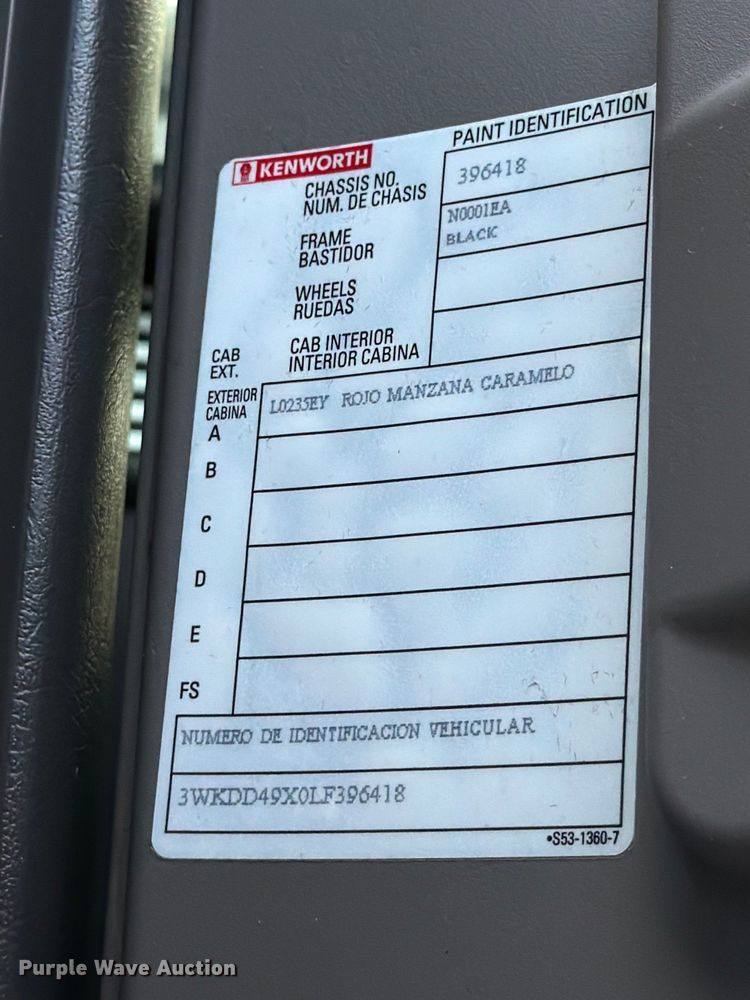 PAINT IDENTIFICATION
KENWORTH
CHASSIS NO. 396418
NUM. DE CHASIS
FRAME N0001EA
BASTIDOR BLACK
WHEELS
RUEDAS
CAB INTERIOR
INTERIOR CABINA
CAB
EXT.
EXTERIOR
CABINA
A L0235EY ROJO MANZANA CARAMELO
B
C
D
E
FS
NUMERO DE IDENTIFICACION VEHICULAR
3WKDD49X0LF396418
•S53-1360-7
Purple Wave Auction